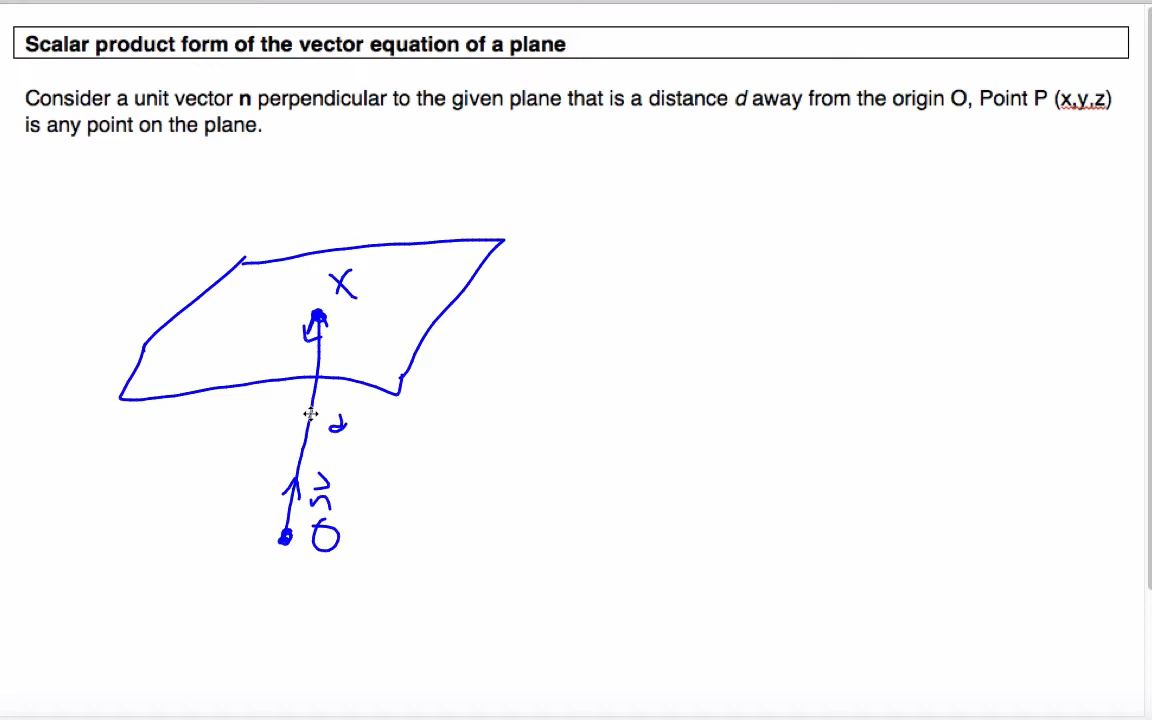 Scalar product form of the vector equation of a plane
Consider a unit vector n perpendicular to the given plane that is a distance d away from the origin O, Point P (x,y,z)
is any point on the plane.
X
d
n
O